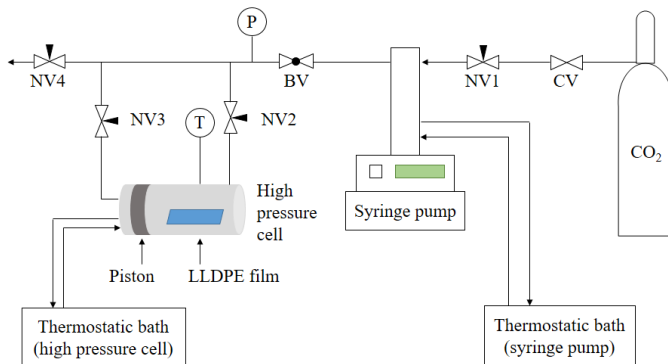 P
NV4
BV
NV1
CV
NV3
T
NV2
CO2
High
pressure
cell
Syringe pump
Piston
LLDPE film
Thermostatic bath
(high pressure cell)
Thermostatic bath
(syringe pump)